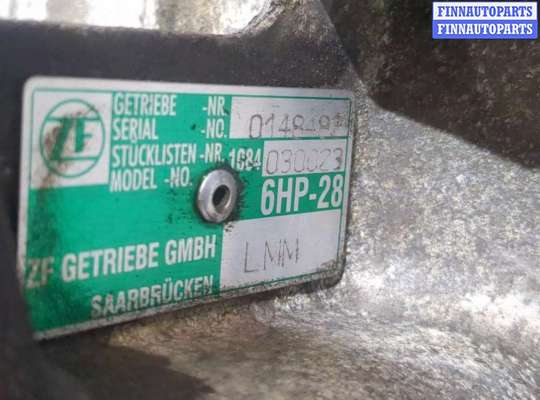 FINNAUTOPARTS
FINNAUTOPARTS
ZF
GETRIEBE -NR.
SERIAL -NO. 0148481
STÜCKLISTEN -NR. 1084 030023
MODEL -NO.
6HP-28
ZF GETRIEBE GMBH LMM
SAARBRÜCKEN